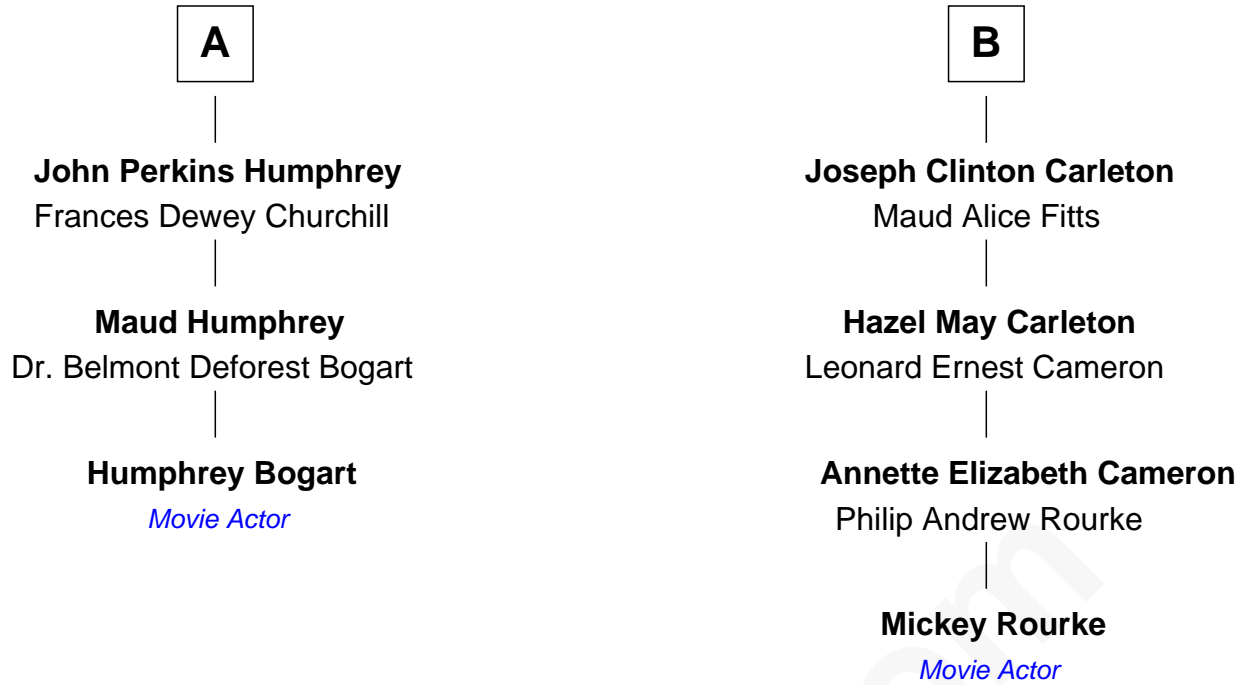 A
John Perkins Humphrey
Frances Dewey Churchill
Maud Humphrey
Dr. Belmont Deforest Bogart
Humphrey Bogart
Movie Actor
B
Joseph Clinton Carleton
Maud Alice Fitts
Hazel May Carleton
Leonard Ernest Cameron
Annette Elizabeth Cameron
Philip Andrew Rourke
Mickey Rourke
Movie Actor